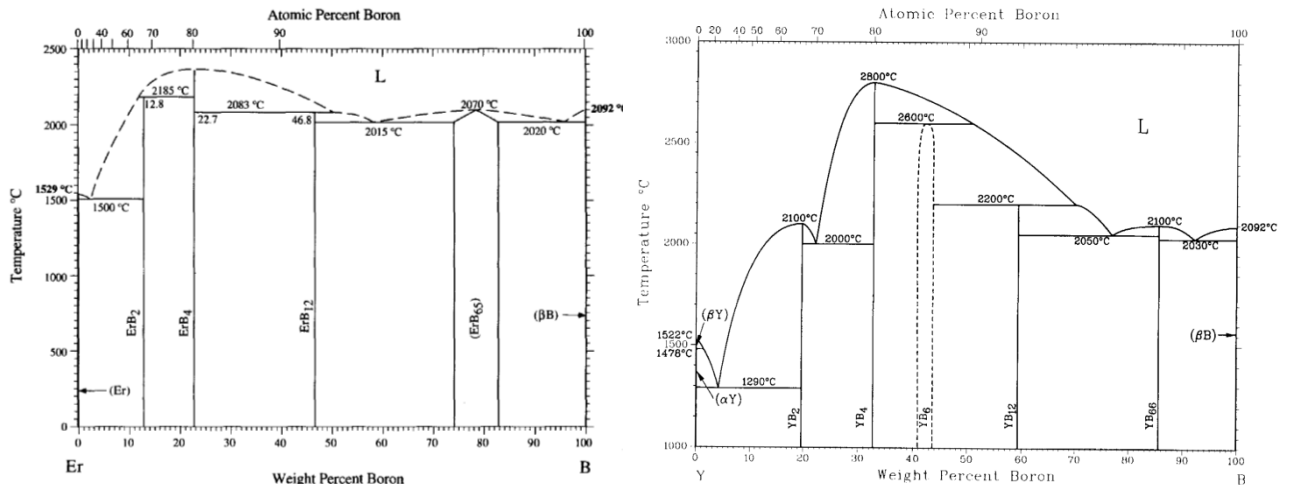 Atomic Percent Boron
0 30 50 60 70 80 90 100
2500
2000
1500
1000
500
0
Temperature °C
L
2185 °C
12.8
2083 °C
22.7
46.8
2015 °C
2070 °C
2020 °C
2092 °C
1529 °C
1500 °C
ErB2
ErB4
ErB12
(ErB65)
(βB)
(Er)
0 10 20 30 40 50 60 70 80 90 100
Er
Weight Percent Boron
B
Atomic Percent Boron
0 20 40 50 60 70 80 90 100
3000
2500
2000
1500
1000
Temperature °C
L
2800°C
2600°C
2200°C
2100°C
2000°C
2100°C
2050°C
2030°C
2092°C
1522°C
1478°C
(βY)
1290°C
(αY)
YB2
YB4
YB6
YB12
YB66
(βB)
0 10 20 30 40 50 60 70 80 90 100
Y
Weight Percent Boron
B